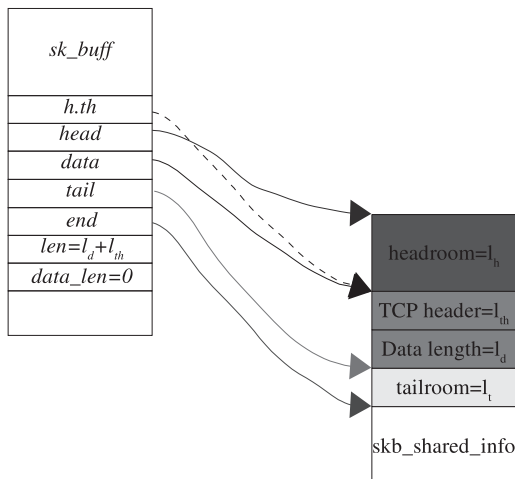 sk_buff
h.th
head
data
tail
end
len=l_d+l_th
data_len=0
headroom=l_h
TCP header=l_th
Data length=l_d
tailroom=l_t
skb_shared_info